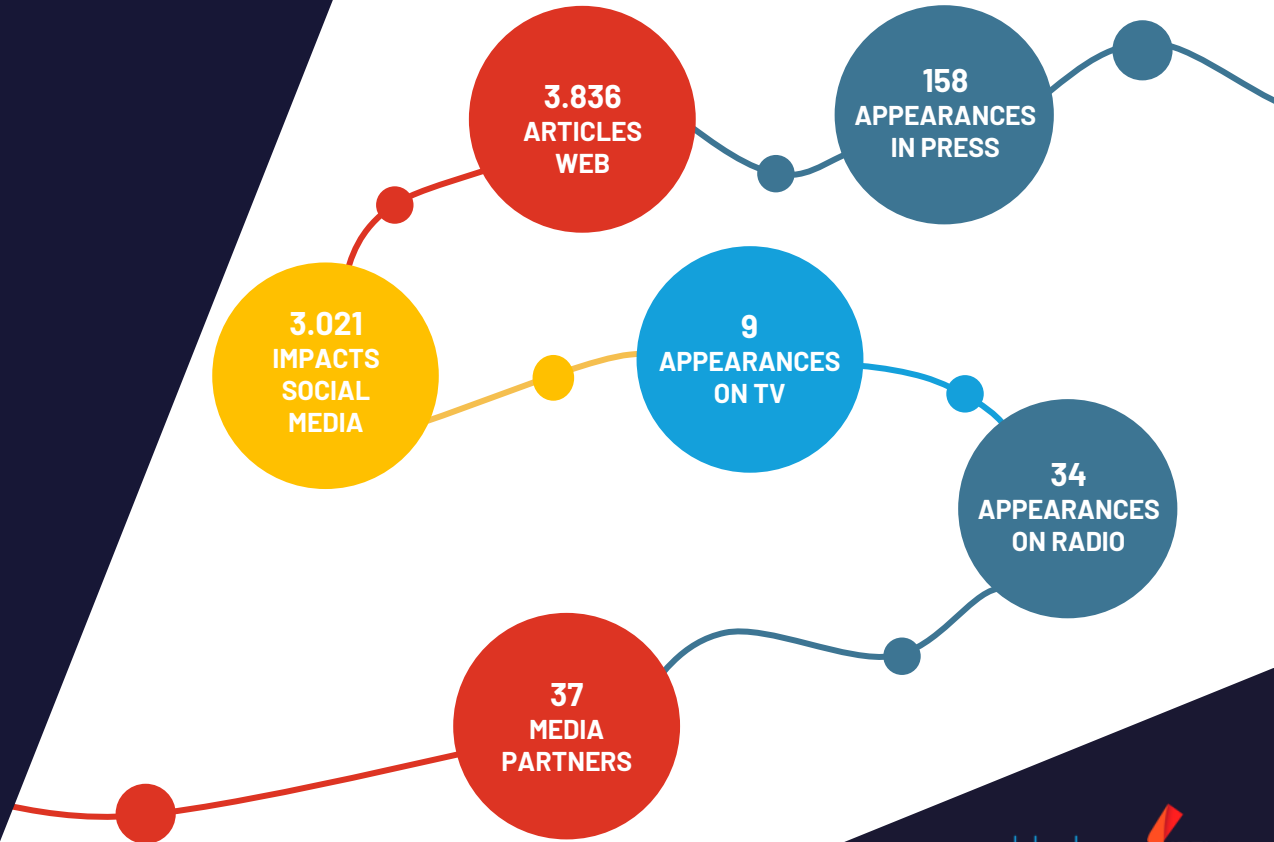 3.836
ARTICLES
WEB
158
APPEARANCES
IN PRESS
3.021
IMPACTS
SOCIAL
MEDIA
9
APPEARANCES
ON TV
34
APPEARANCES
ON RADIO
37
MEDIA
PARTNERS